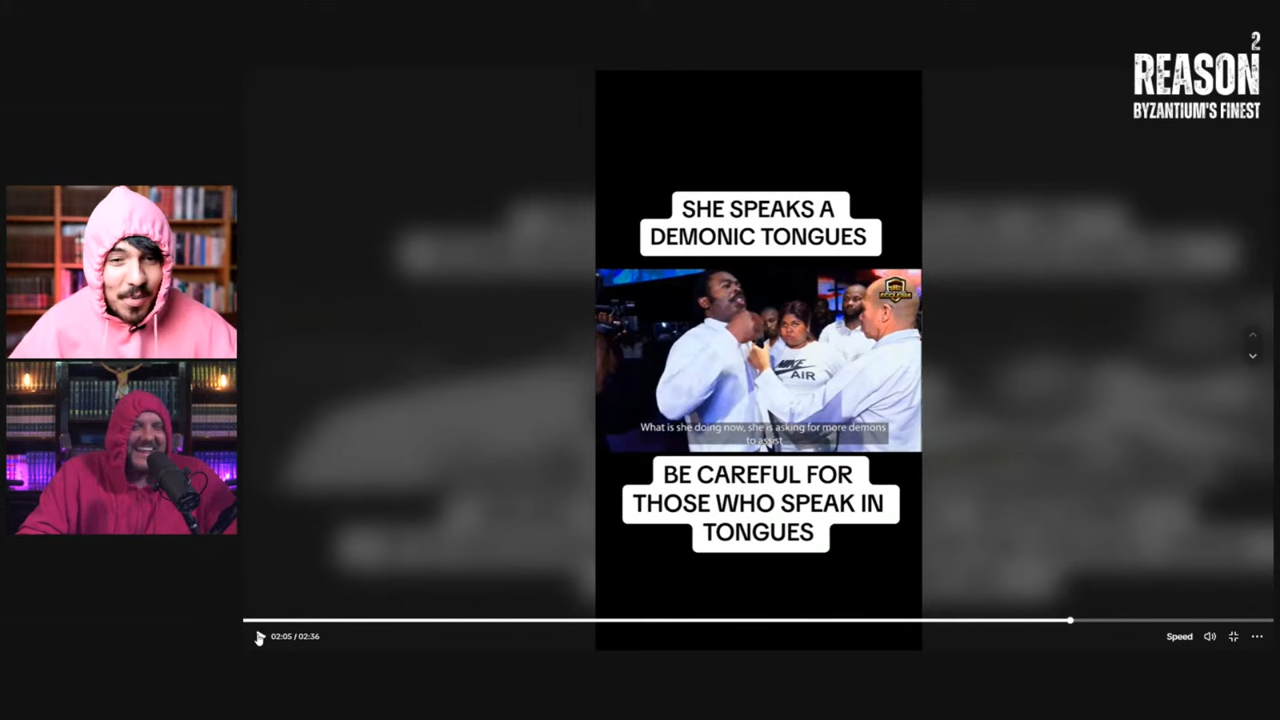 2
REASON
BYZANTIUM'S FINEST
SHE SPEAKS A
DEMONIC TONGUES
NIKE
AIR
What is she doing now, she is asking for more demons
to assist
BE CAREFUL FOR
THOSE WHO SPEAK IN
TONGUES
02:05 / 02:36
Speed